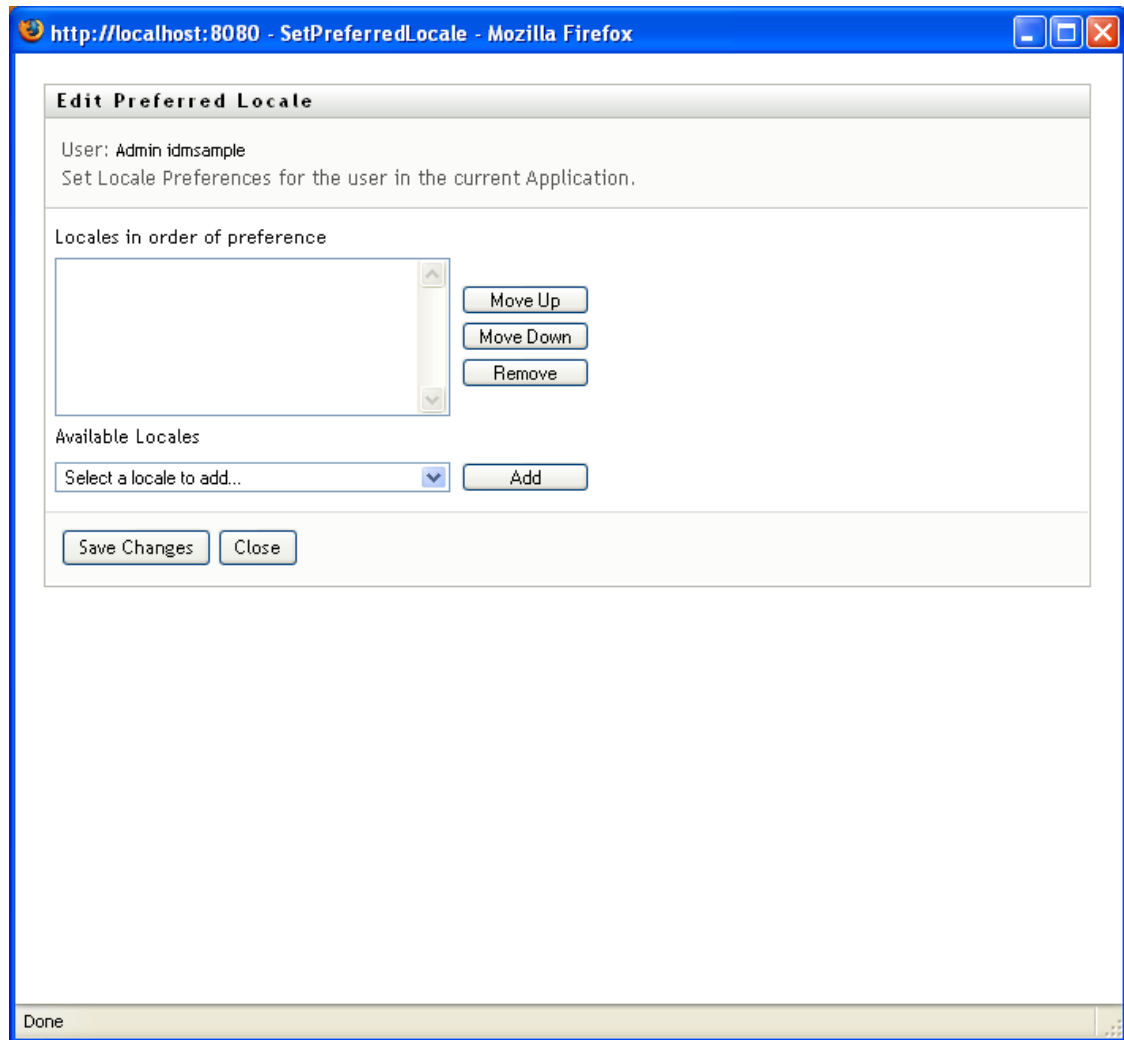 http://localhost:8080 - SetPreferredLocale - Mozilla Firefox
Edit Preferred Locale
User: Admin idmsample
Set Locale Preferences for the user in the current Application.
Locales in order of preference
Move Up
Move Down
Remove
Available Locales
Select a locale to add... Add
Save Changes Close
Done